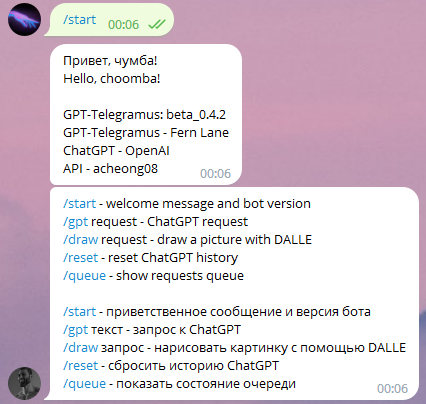 /start
00:06
Привет, чумба!
Hello, choomba!
GPT-Telegramus: beta_0.4.2
GPT-Telegramus - Fern Lane
ChatGPT - OpenAI
API - acheong08
00:06
/start - welcome message and bot version
/gpt request - ChatGPT request
/draw request - draw a picture with DALLE
/reset - reset ChatGPT history
/queue - show requests queue
/start - приветственное сообщение и версия бота
/gpt текст - запрос к ChatGPT
/draw запрос - нарисовать картинку с помощью DALLE
/reset - сбросить историю ChatGPT
/queue - показать состояние очереди
00:06